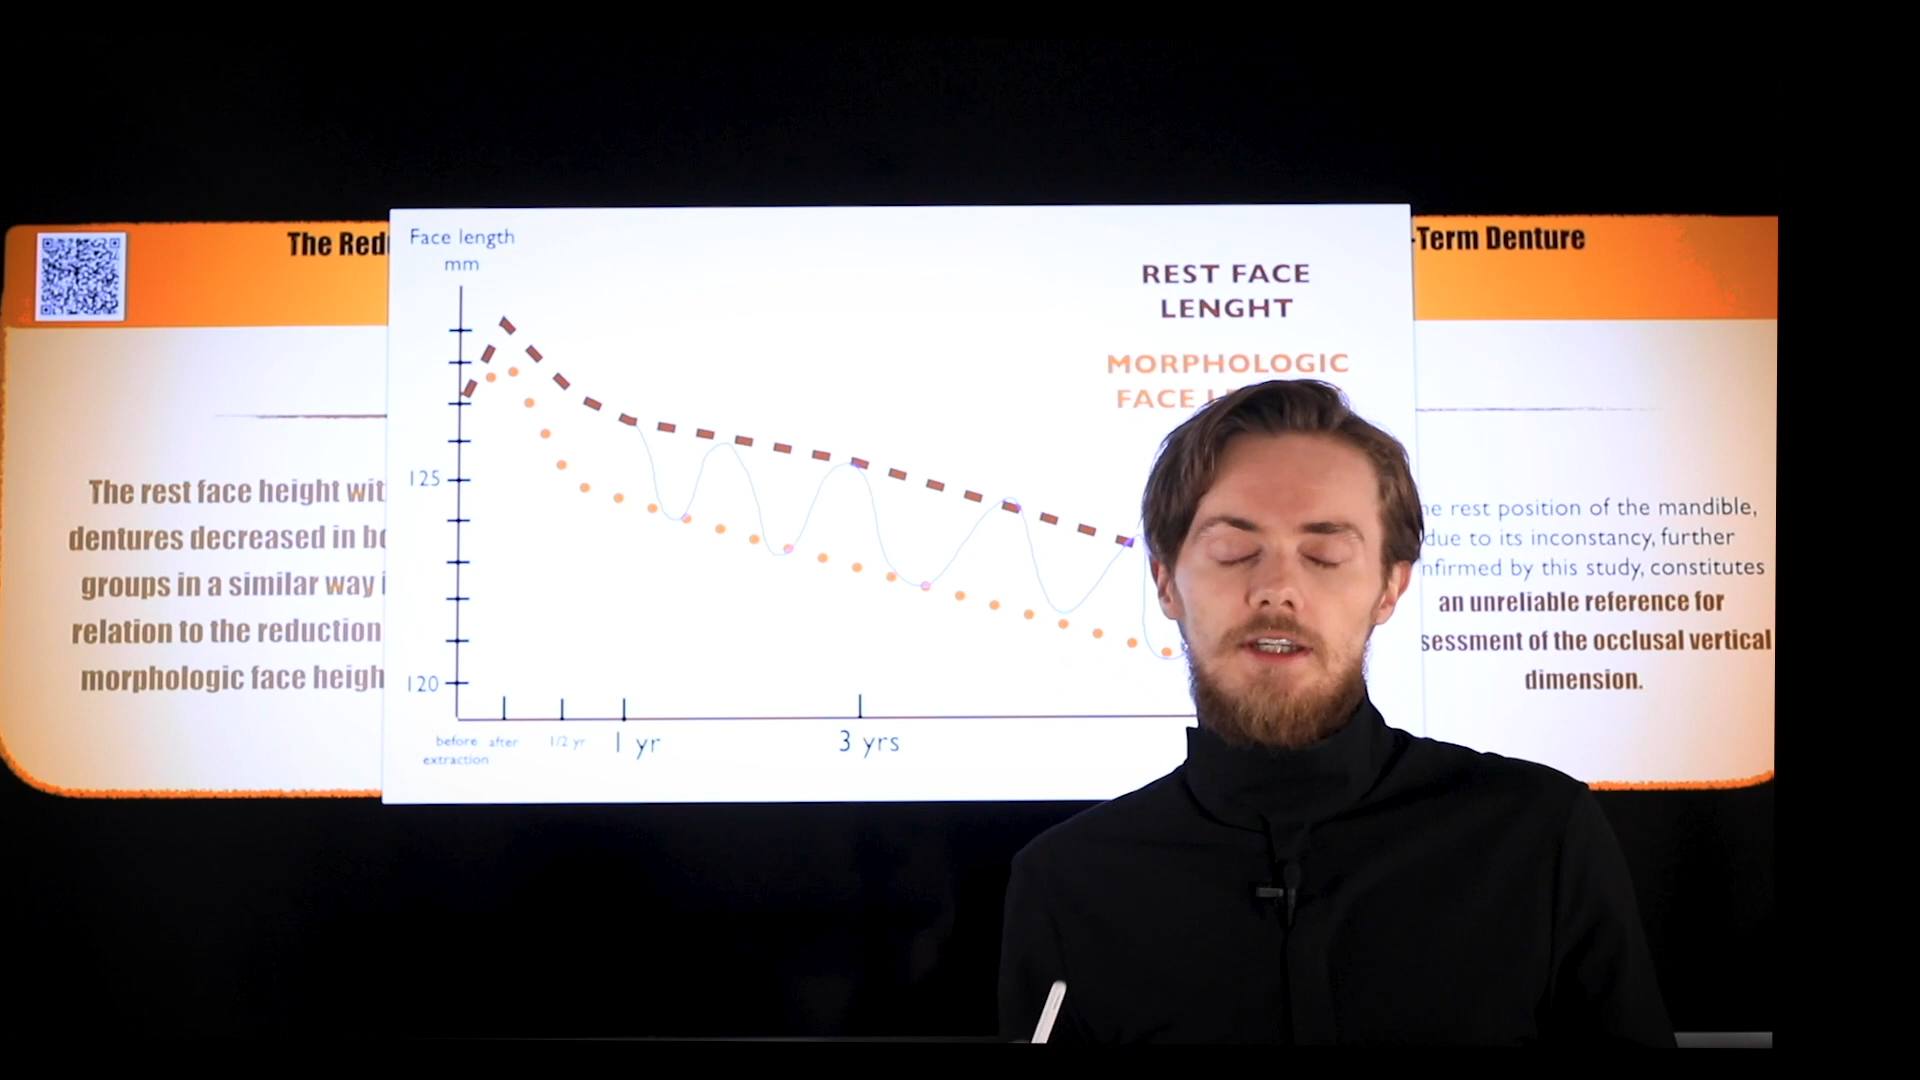 The Red
-Term Denture
Face length
mm
REST FACE
LENGHT
MORPHOLOGIC
FACE
125
120
before after 1/2 yr 1 yr 3 yrs
extraction
The rest face height wit
dentures decreased in bo
groups in a similar way i
relation to the reduction
morphologic face heigh
he rest position of the mandible,
due to its inconstancy, further
nfirmed by this study, constitutes
an unreliable reference for
sessment of the occlusal vertical
dimension.